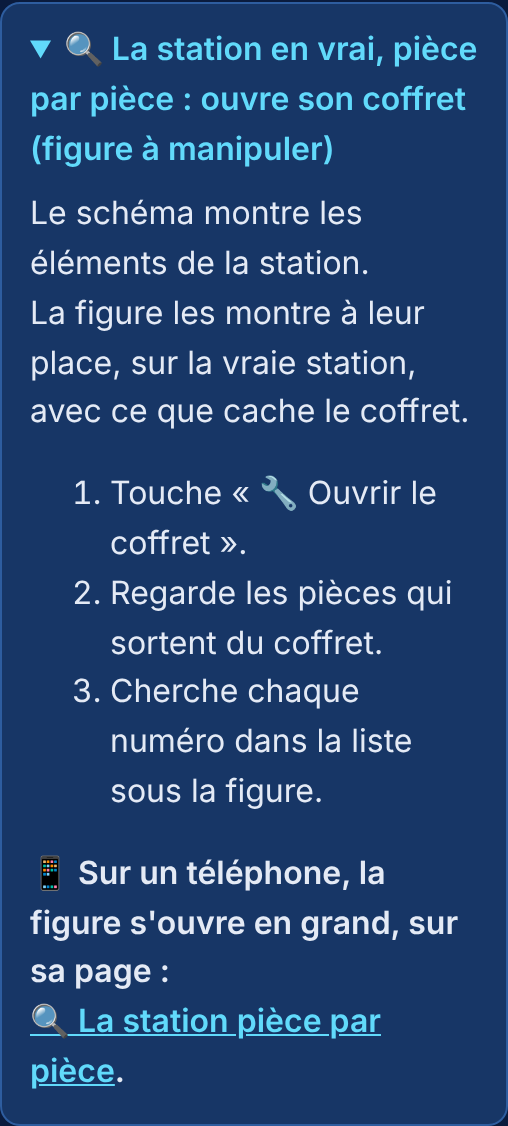 ▼ 🔍 La station en vrai, pièce
par pièce : ouvre son coffret
(figure à manipuler)
Le schéma montre les
éléments de la station.
La figure les montre à leur
place, sur la vraie station,
avec ce que cache le coffret.
1. Touche « 🔧 Ouvrir le
coffret ».
2. Regarde les pièces qui
sortent du coffret.
3. Cherche chaque
numéro dans la liste
sous la figure.
📱 Sur un téléphone, la
figure s'ouvre en grand, sur
sa page :
🔍 La station pièce par
pièce.